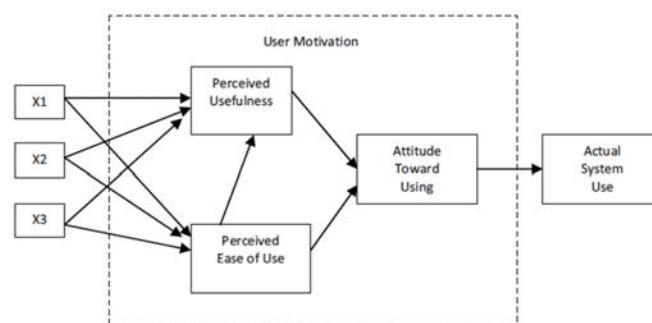 User Motivation
X1
X2
X3
Perceived
Usefulness
Perceived
Ease of Use
Attitude
Toward
Using
Actual
System
Use